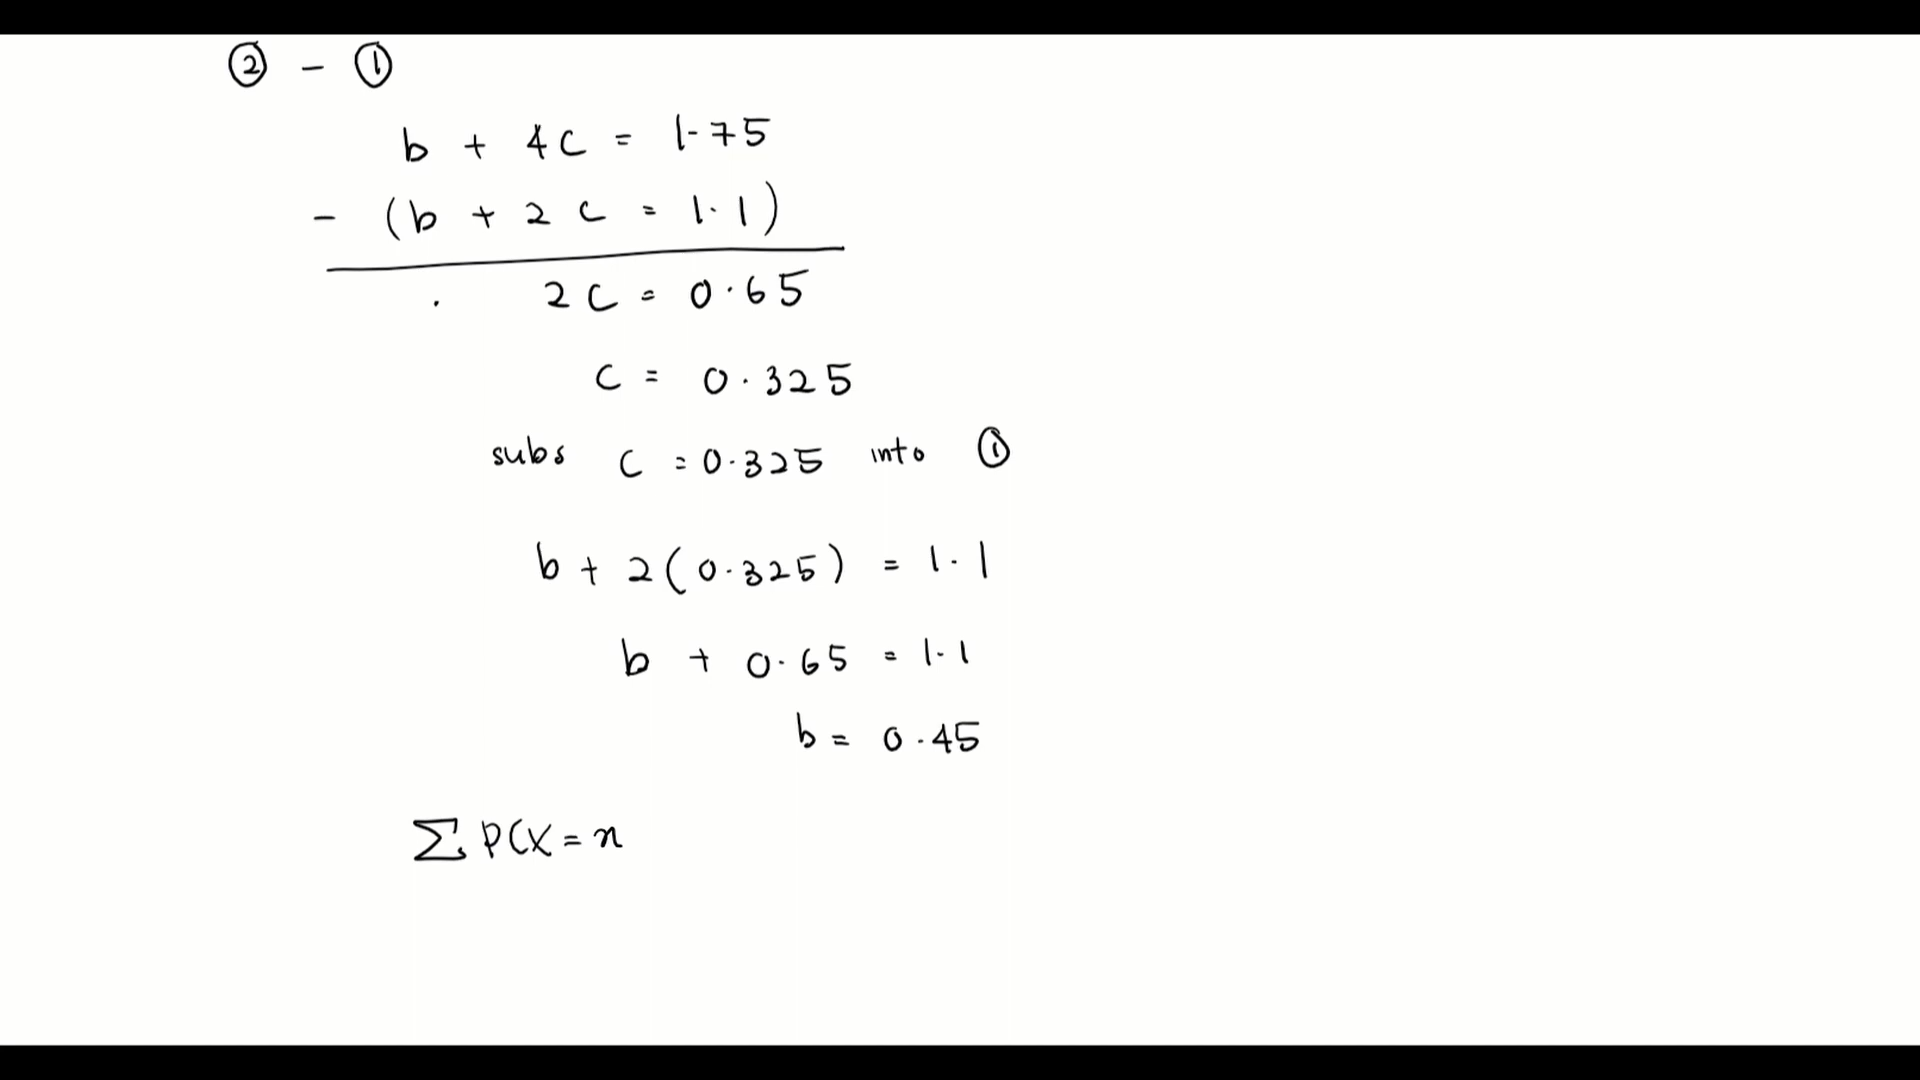 ② - ①
b + 4c = 1.75
- (b + 2c = 1.1)
2c = 0.65
c = 0.325
subs c = 0.325 into ①
b + 2(0.325) = 1.1
b + 0.65 = 1.1
b = 0.45
∑ P(X = x